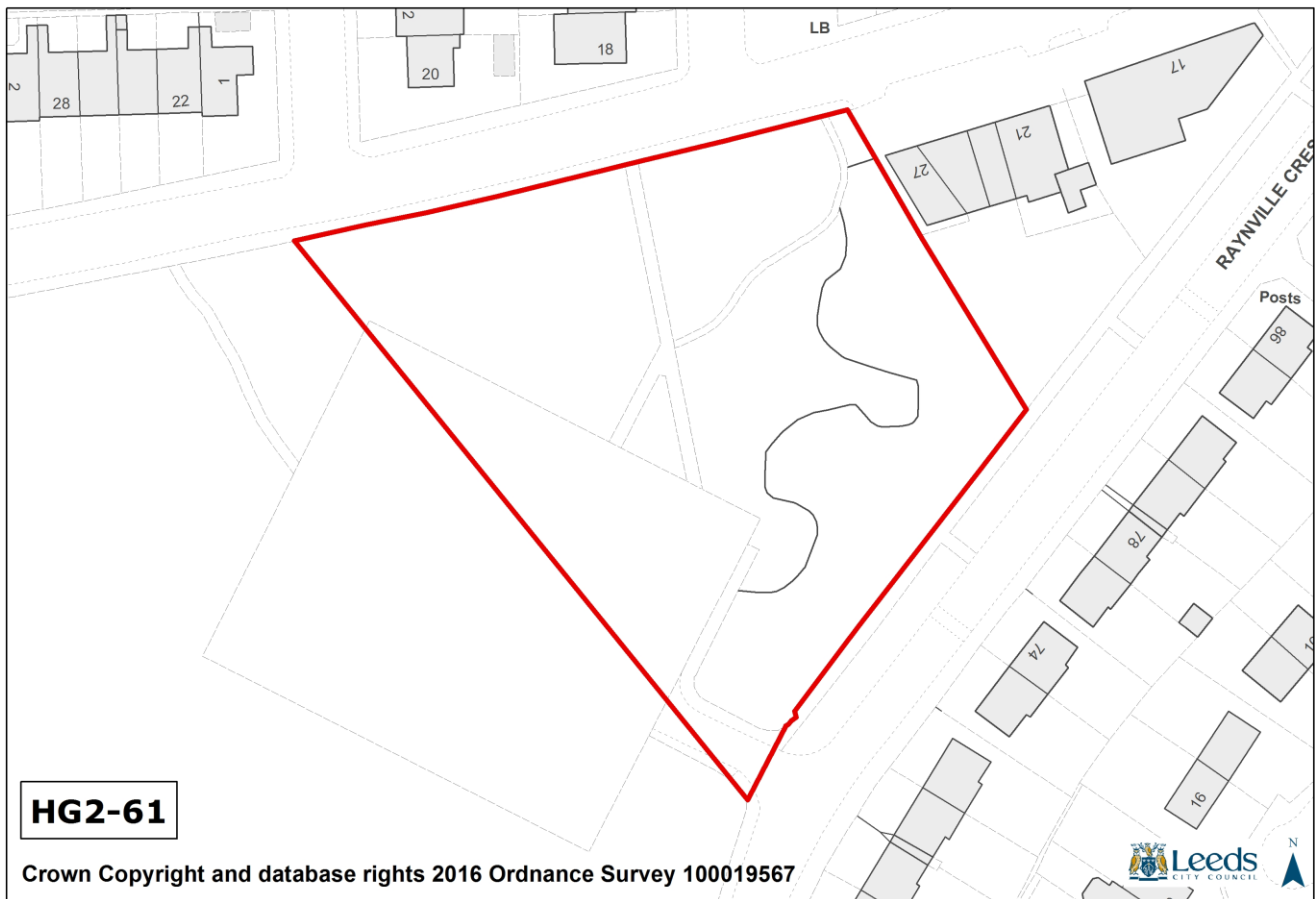 LB
2
18
20
2
28
22
1
17
21
27
RAYNVILLE CRES
Posts
98
78
74
16
HG2-61
Crown Copyright and database rights 2016 Ordnance Survey 100019567
Leeds
CITY COUNCIL
N